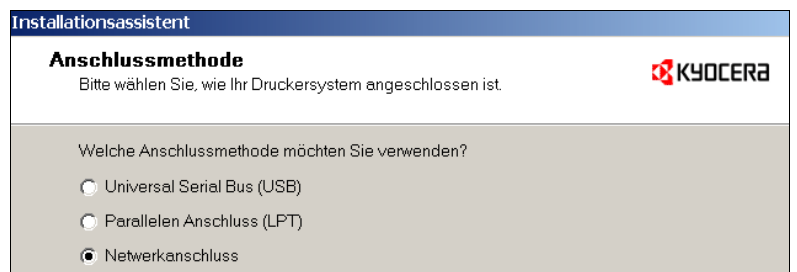 Installationsassistent
Anschlussmethode
Bitte wählen Sie, wie Ihr Druckersystem angeschlossen ist.
KYOCERA
Welche Anschlussmethode möchten Sie verwenden?
Universal Serial Bus (USB)
Parallelen Anschluss (LPT)
Netwerkanschluss